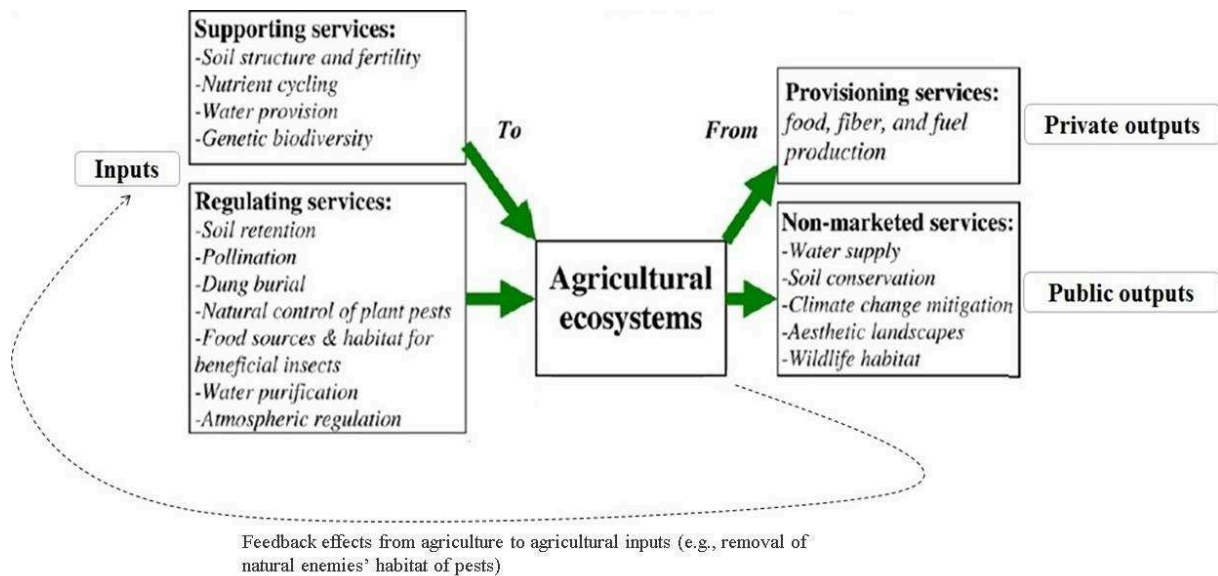 Supporting services:
-Soil structure and fertility
-Nutrient cycling
-Water provision
-Genetic biodiversity
Inputs
Regulating services:
-Soil retention
-Pollination
-Dung burial
-Natural control of plant pests
-Food sources & habitat for
beneficial insects
-Water purification
-Atmospheric regulation
To
Agricultural
ecosystems
From
Provisioning services:
food, fiber, and fuel
production
Private outputs
Non-marketed services:
-Water supply
-Soil conservation
-Climate change mitigation
-Aesthetic landscapes
-Wildlife habitat
Public outputs
Feedback effects from agriculture to agricultural inputs (e.g., removal of
natural enemies’ habitat of pests)